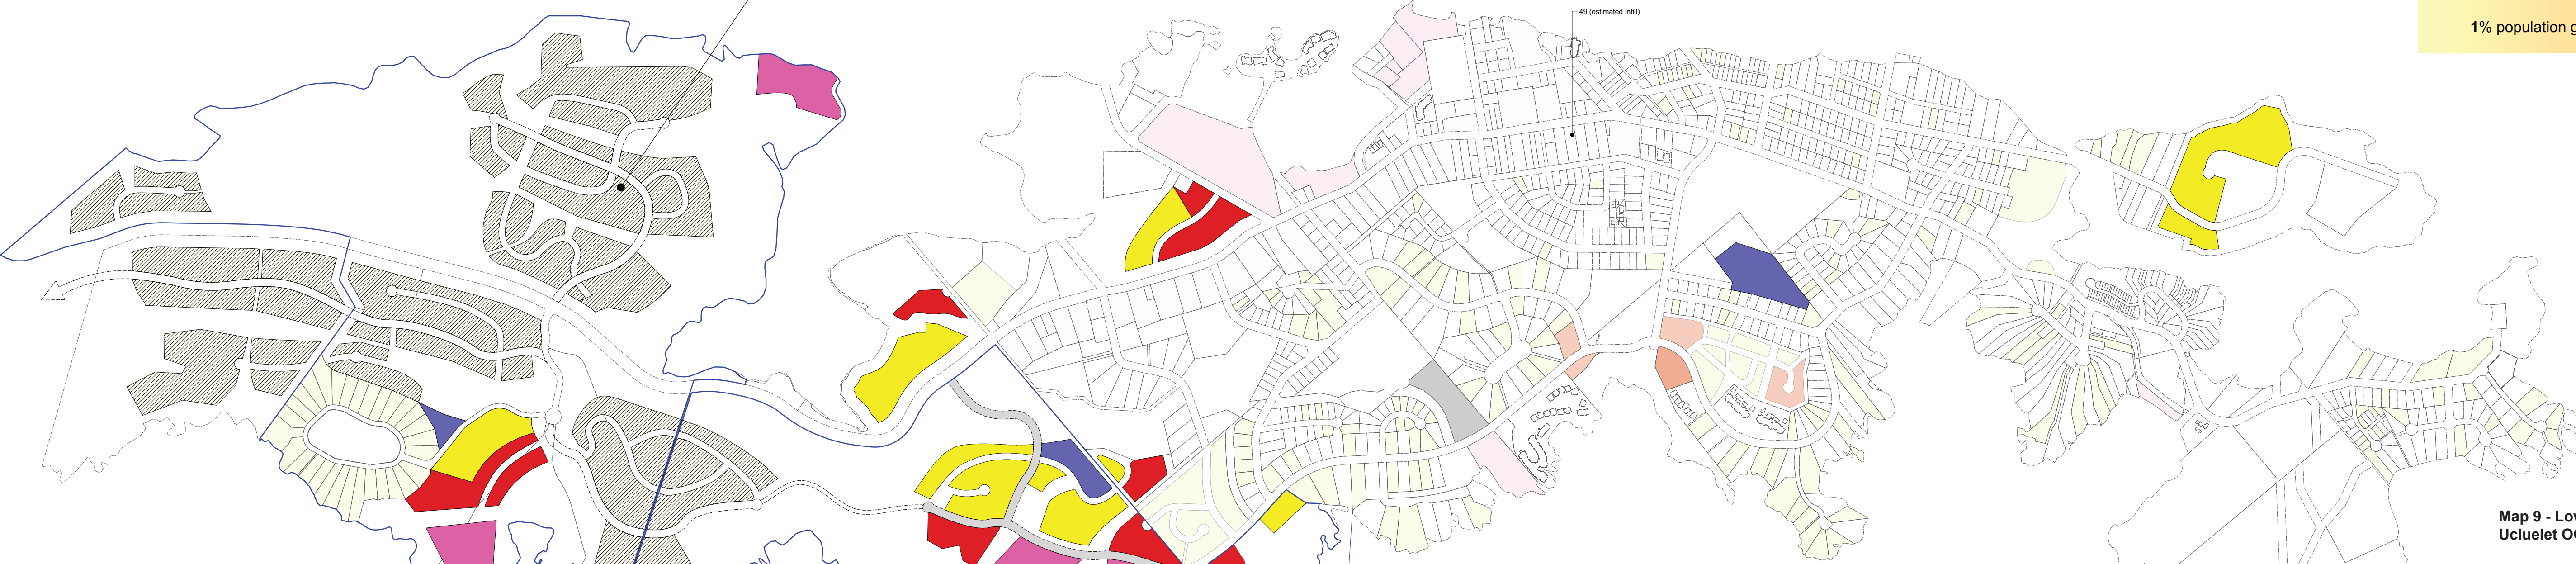 49 (estimated infill)
1% population g
Map 9 - Lo
Ucluelet O